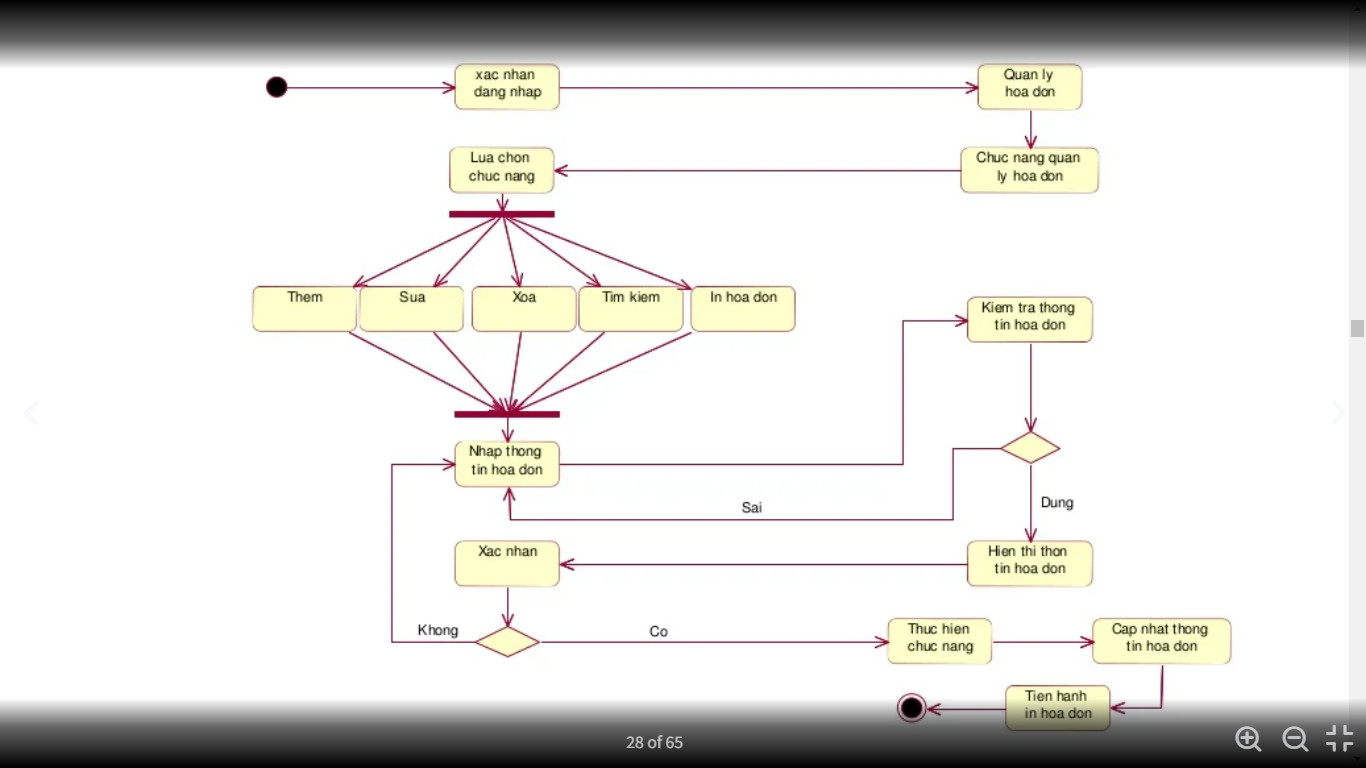 xac nhan
dang nhap
Quan ly
hoa don
Lua chon
chuc nang
Chuc nang quan
ly hoa don
Them
Sua
Xoa
Tim kiem
In hoa don
Kiem tra thong
tin hoa don
Nhap thong
tin hoa don
Sai
Dung
Xac nhan
Hien thi thon
tin hoa don
Khong
Co
Thuc hien
chuc nang
Cap nhat thong
tin hoa don
Tien hanh
in hoa don
28 of 65